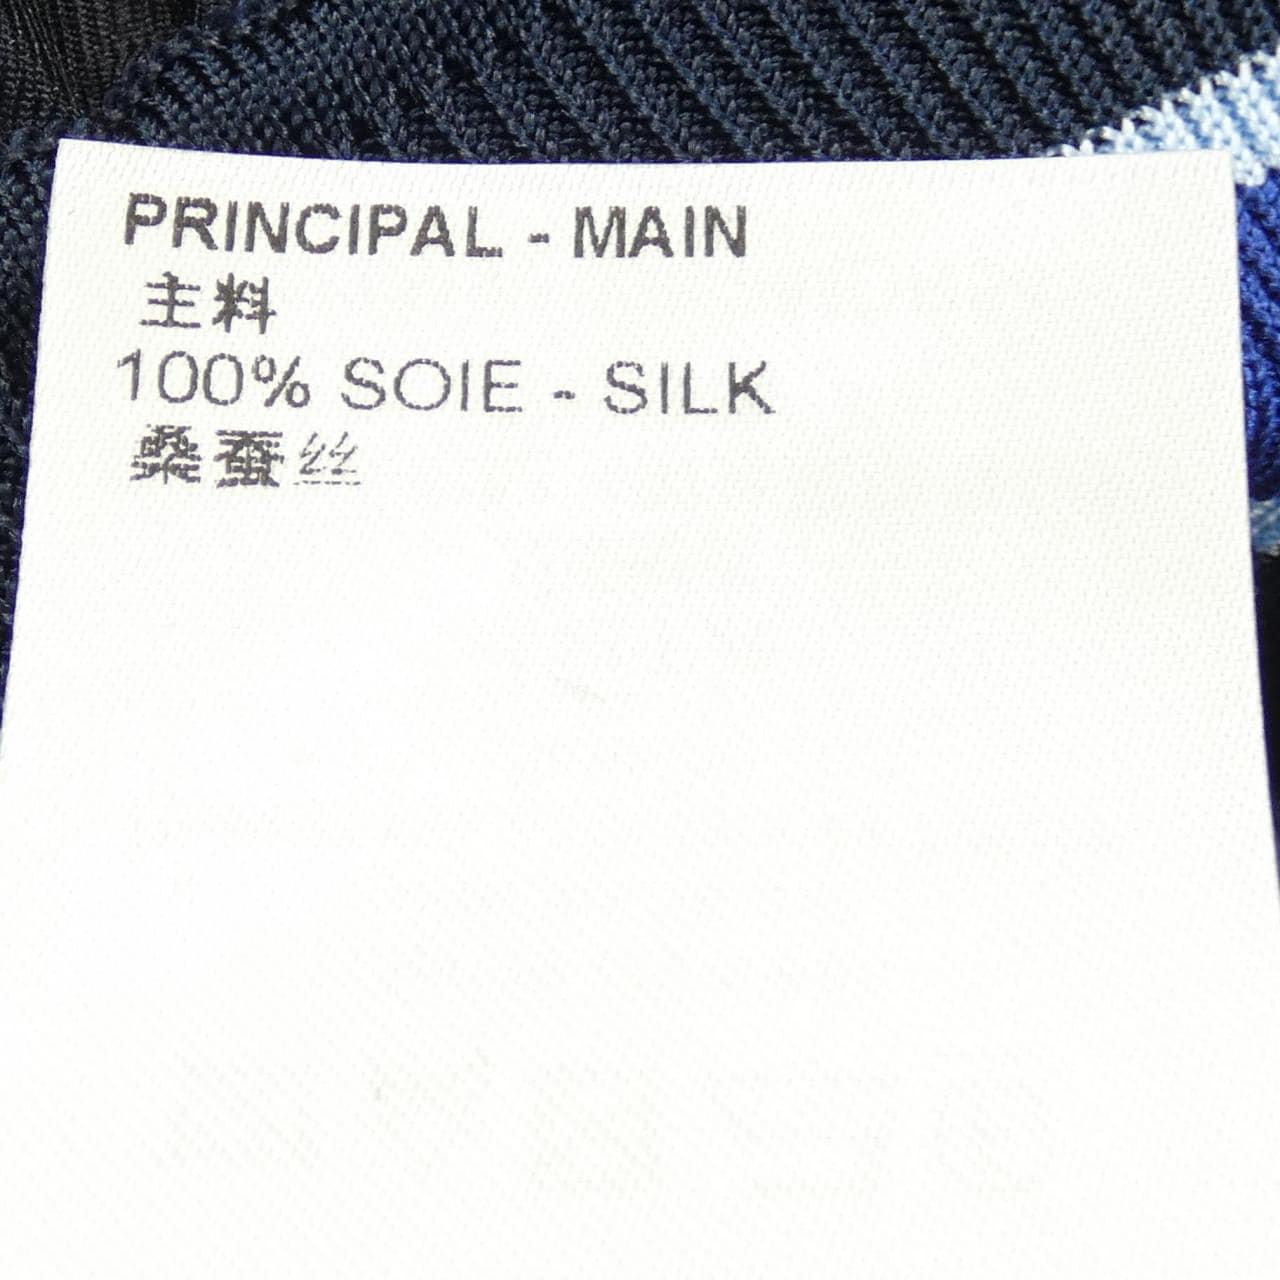 PRINCIPAL - MAIN
主料
100% SOIE - SILK
桑蚕丝